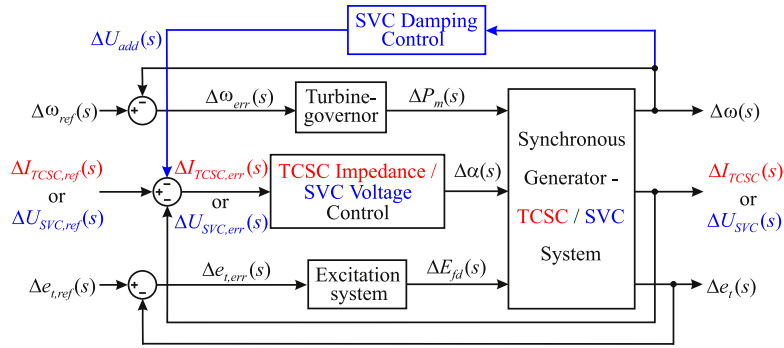 SVC Damping
Control
ΔU_add(s)
Δω_ref(s)
+
−
Δω_err(s)
Turbine-
governor
ΔP_m(s)
Δω(s)
ΔI_TCSC,ref(s)
or
ΔU_SVC,ref(s)
+
−
−
ΔI_TCSC,err(s)
or
ΔU_SVC,err(s)
TCSC Impedance /
SVC Voltage
Control
Δα(s)
Synchronous
Generator -
TCSC / SVC
System
ΔI_TCSC(s)
or
ΔU_SVC(s)
Δe_t,ref(s)
+
−
Δe_t,err(s)
Excitation
system
ΔE_fd(s)
Δe_t(s)